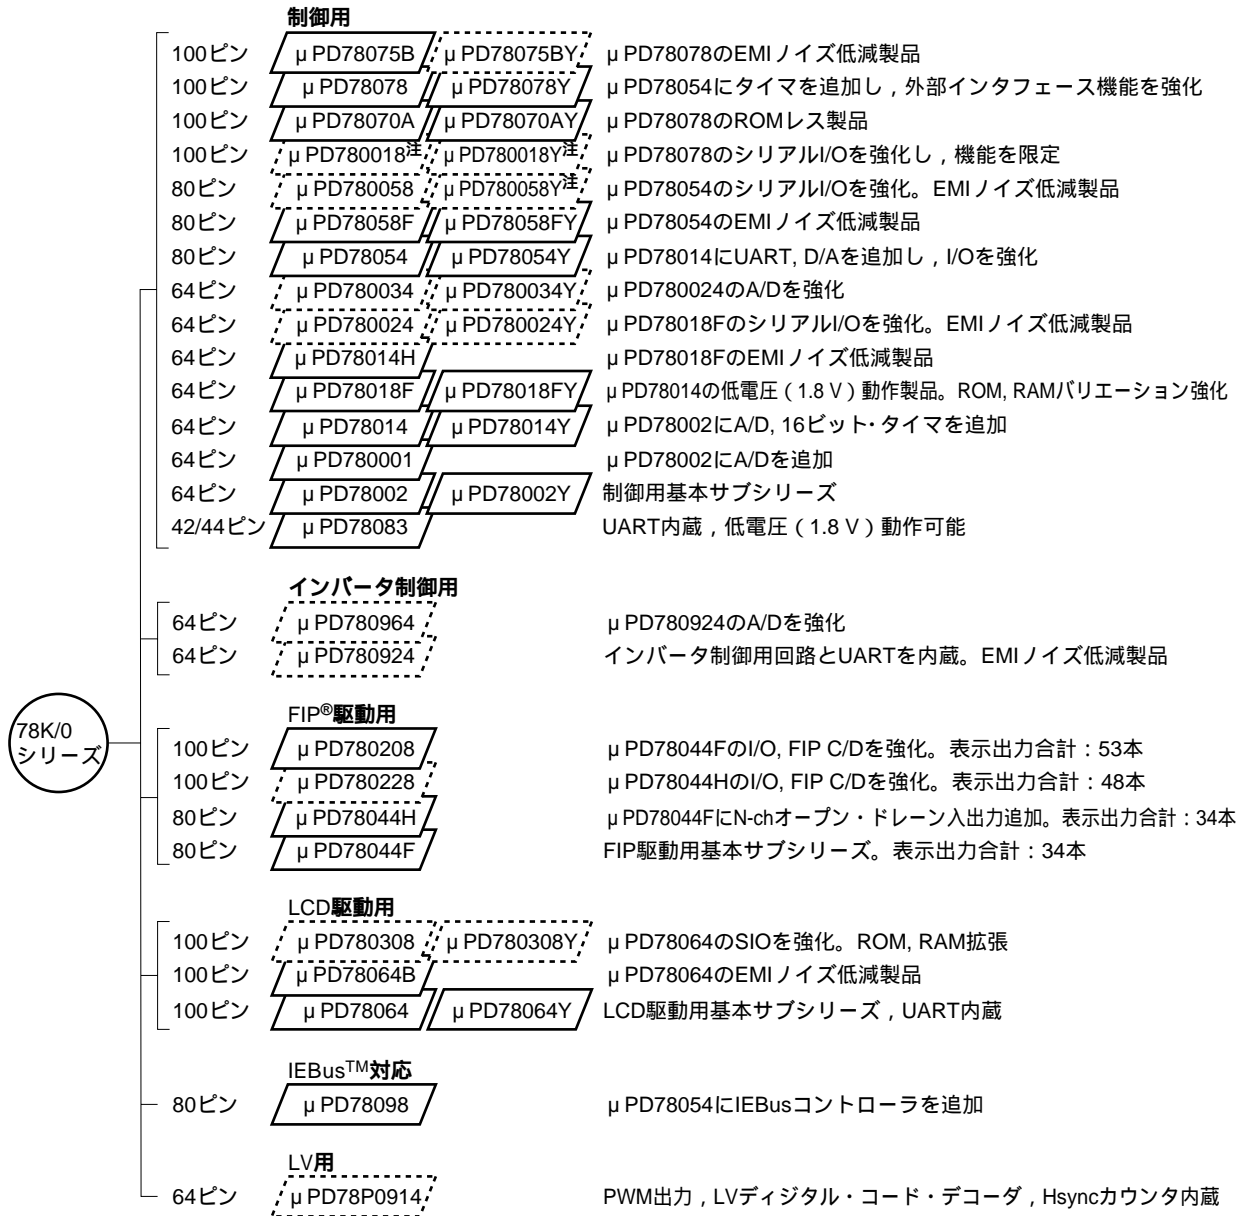 制御用
100ピン μPD78075B μPD78075BY μPD78078のEMIノイズ低減製品
100ピン μPD78078 μPD78078Y μPD78054にタイマを追加し，外部インタフェース機能を強化
100ピン μPD78070A μPD78070AY μPD78078のROMレス製品
100ピン μPD780018注 μPD780018Y注 μPD78078のシリアルI/Oを強化し，機能を限定
80ピン μPD780058 μPD780058Y注 μPD78054のシリアルI/Oを強化。EMIノイズ低減製品
80ピン μPD78058F μPD78058FY μPD78054のEMIノイズ低減製品
80ピン μPD78054 μPD78054Y μPD78014にUART, D/Aを追加し，I/Oを強化
64ピン μPD780034 μPD780034Y μPD780024のA/Dを強化
64ピン μPD780024 μPD780024Y μPD78018FのシリアルI/Oを強化。EMIノイズ低減製品
64ピン μPD78014H μPD78018FのEMIノイズ低減製品
64ピン μPD78018F μPD78018FY μPD78014の低電圧（1.8 V）動作製品。ROM, RAMバリエーション強化
64ピン μPD78014 μPD78014Y μPD78002にA/D, 16ビット・タイマを追加
64ピン μPD780001 μPD78002にA/Dを追加
64ピン μPD78002 μPD78002Y 制御用基本サブシリーズ
42/44ピン μPD78083 UART内蔵，低電圧（1.8 V）動作可能
インバータ制御用
64ピン μPD780964 μPD780924のA/Dを強化
64ピン μPD780924 インバータ制御用回路とUARTを内蔵。EMIノイズ低減製品
78K/0
シリーズ
FIP®駆動用
100ピン μPD780208 μPD78044FのI/O, FIP C/Dを強化。表示出力合計：53本
100ピン μPD780228 μPD78044HのI/O, FIP C/Dを強化。表示出力合計：48本
80ピン μPD78044H μPD78044FにN-chオープン・ドレーン入出力追加。表示出力合計：34本
80ピン μPD78044F FIP駆動用基本サブシリーズ。表示出力合計：34本
LCD駆動用
100ピン μPD780308 μPD780308Y μPD78064のSIOを強化。ROM, RAM拡張
100ピン μPD78064B μPD78064のEMIノイズ低減製品
100ピン μPD78064 μPD78064Y LCD駆動用基本サブシリーズ，UART内蔵
IEBus™対応
80ピン μPD78098 μPD78054にIEBusコントローラを追加
LV用
64ピン μPD78P0914 PWM出力，LVディジタル・コード・デコーダ，Hsyncカウンタ内蔵